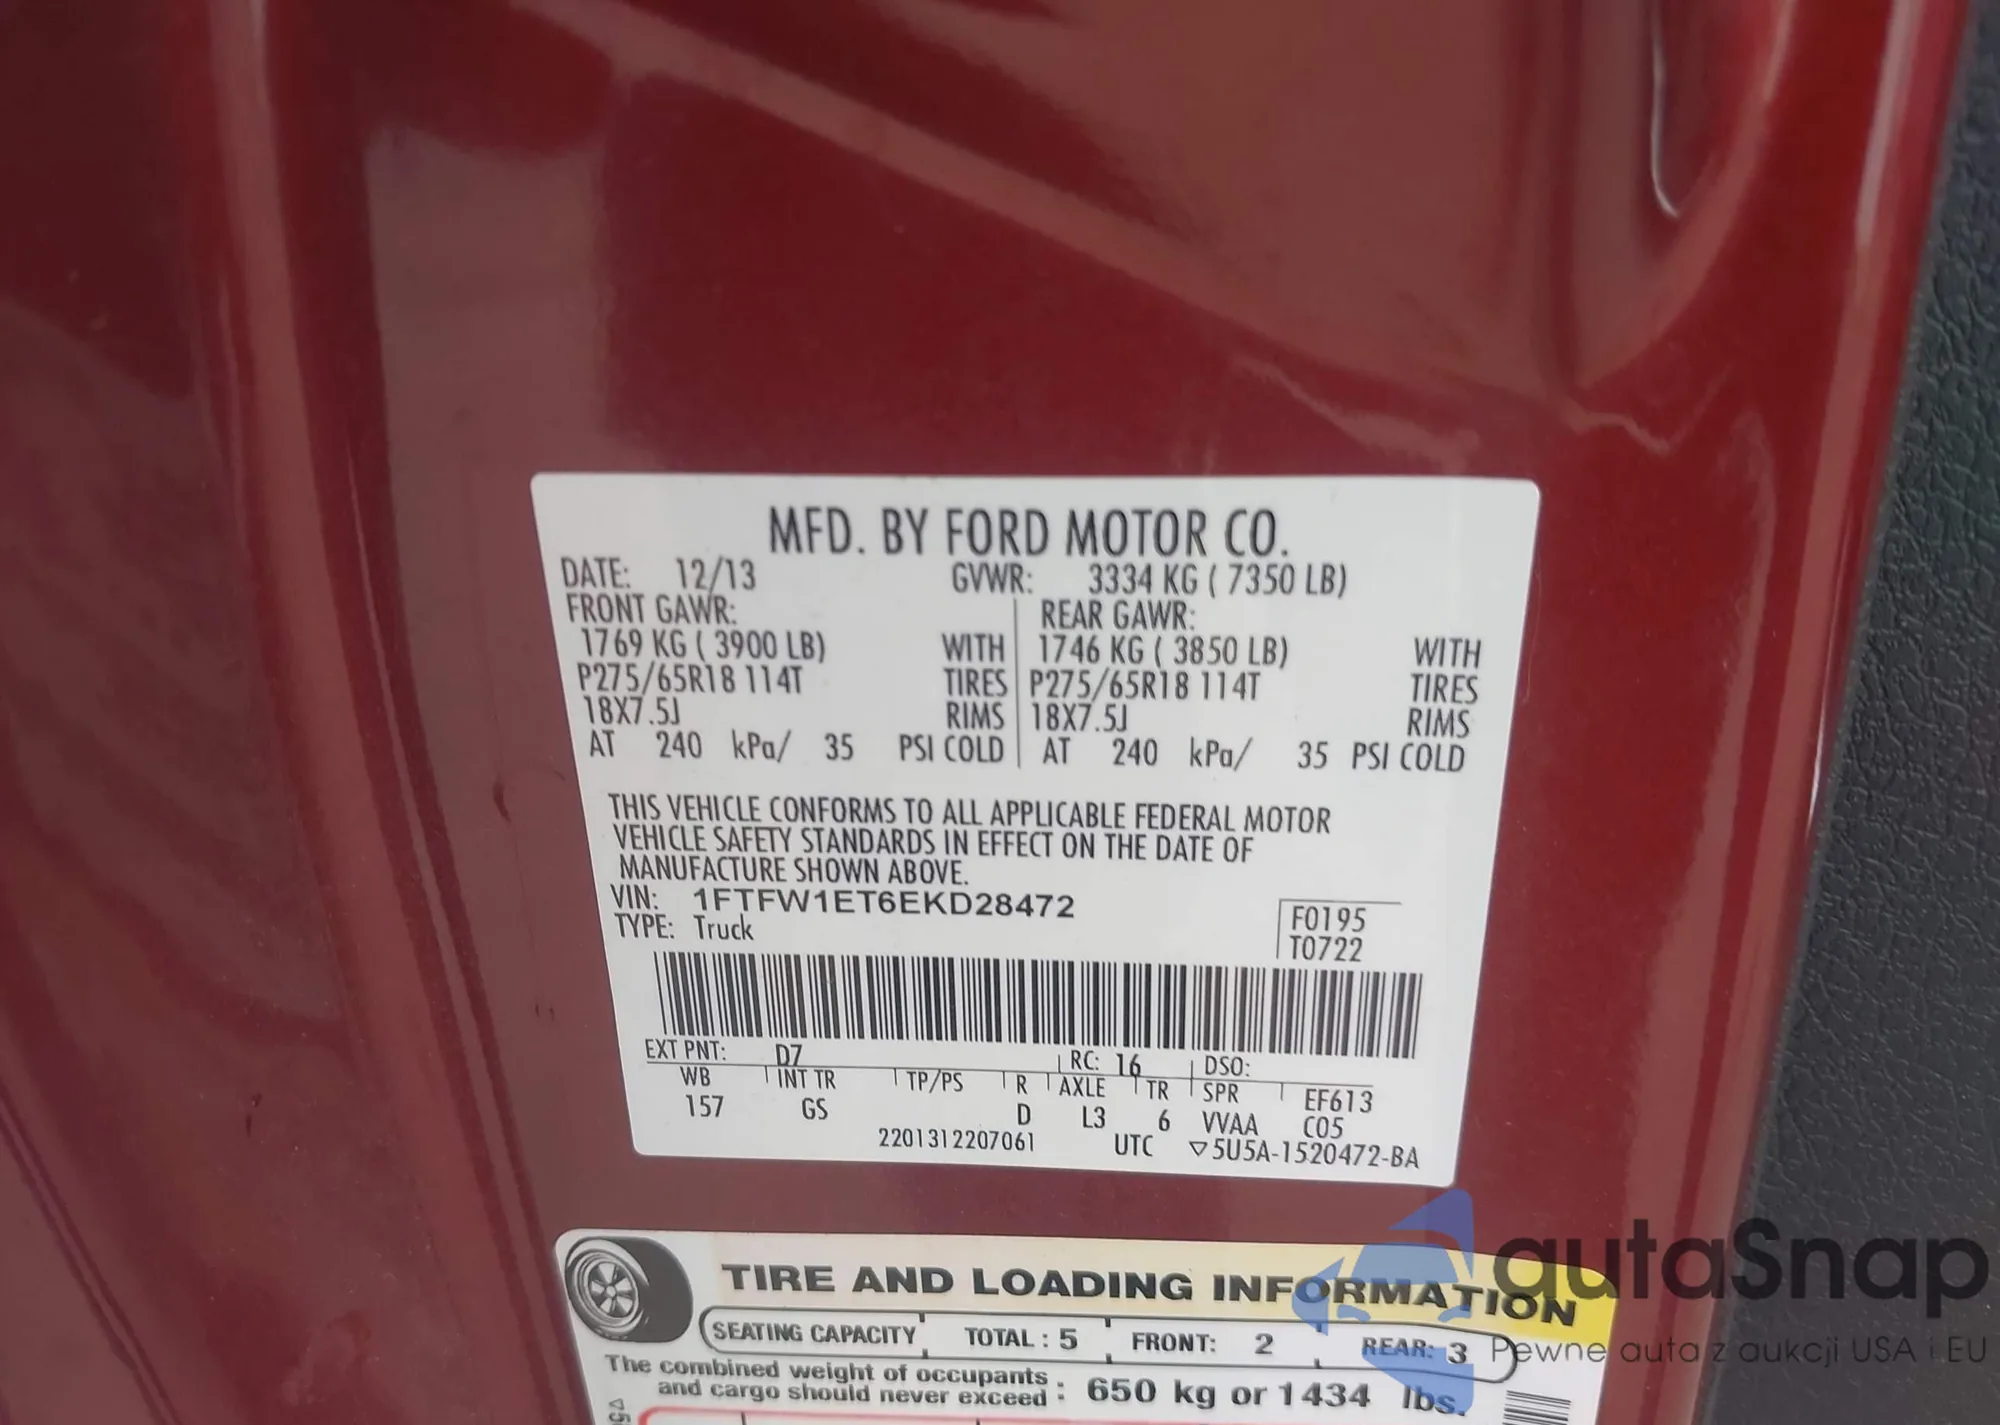 MFD. BY FORD MOTOR CO.
DATE: 12/13 GVWR: 3334 KG ( 7350 LB)
FRONT GAWR: REAR GAWR:
1769 KG ( 3900 LB) WITH 1746 KG ( 3850 LB) WITH
P275/65R18 114T TIRES P275/65R18 114T TIRES
18X7.5J RIMS 18X7.5J RIMS
AT 240 kPa/ 35 PSI COLD AT 240 kPa/ 35 PSI COLD
THIS VEHICLE CONFORMS TO ALL APPLICABLE FEDERAL MOTOR
VEHICLE SAFETY STANDARDS IN EFFECT ON THE DATE OF
MANUFACTURE SHOWN ABOVE.
VIN: 1FTFW1ET6EKD28472
TYPE: Truck
F0195
T0722
EXT PNT: D7 RC: 16 DSO:
WB INT TR TP/PS R AXLE TR SPR EF613
157 GS D L3 6 VVAA C05
2201312207061 UTC ▽5U5A-1520472-BA
TIRE AND LOADING INFORMATION
SEATING CAPACITY TOTAL : 5 FRONT: 2 REAR: 3
The combined weight of occupants
and cargo should never exceed : 650 kg or 1434 lbs.
autaSnap
Pewne auta z aukcji USA i EU